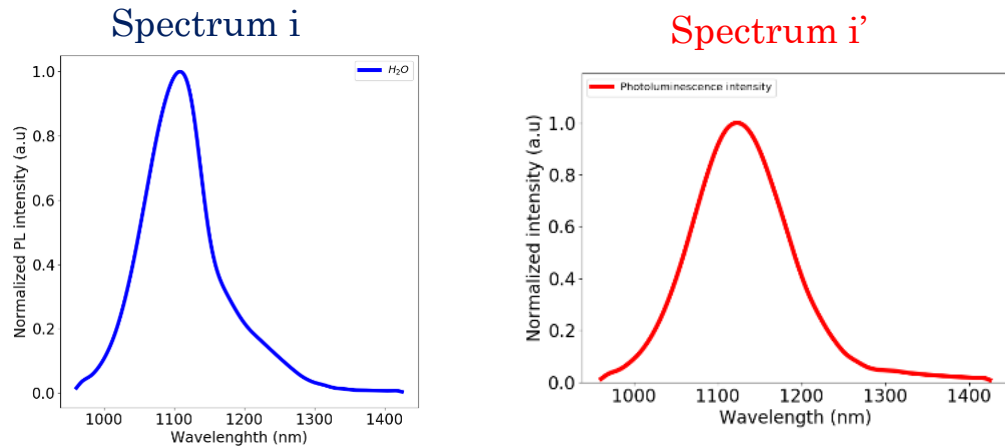 Spectrum i
Spectrum i’
1.0
0.8
0.6
0.4
0.2
0.0
Normalized PL intensity (a.u)
H₂O
1000 1100 1200 1300 1400
Wavelenghth (nm)
Photoluminescence intensity
1.0
0.8
0.6
0.4
0.2
0.0
Normalized intensity (a.u)
1000 1100 1200 1300 1400
Wavelength (nm)